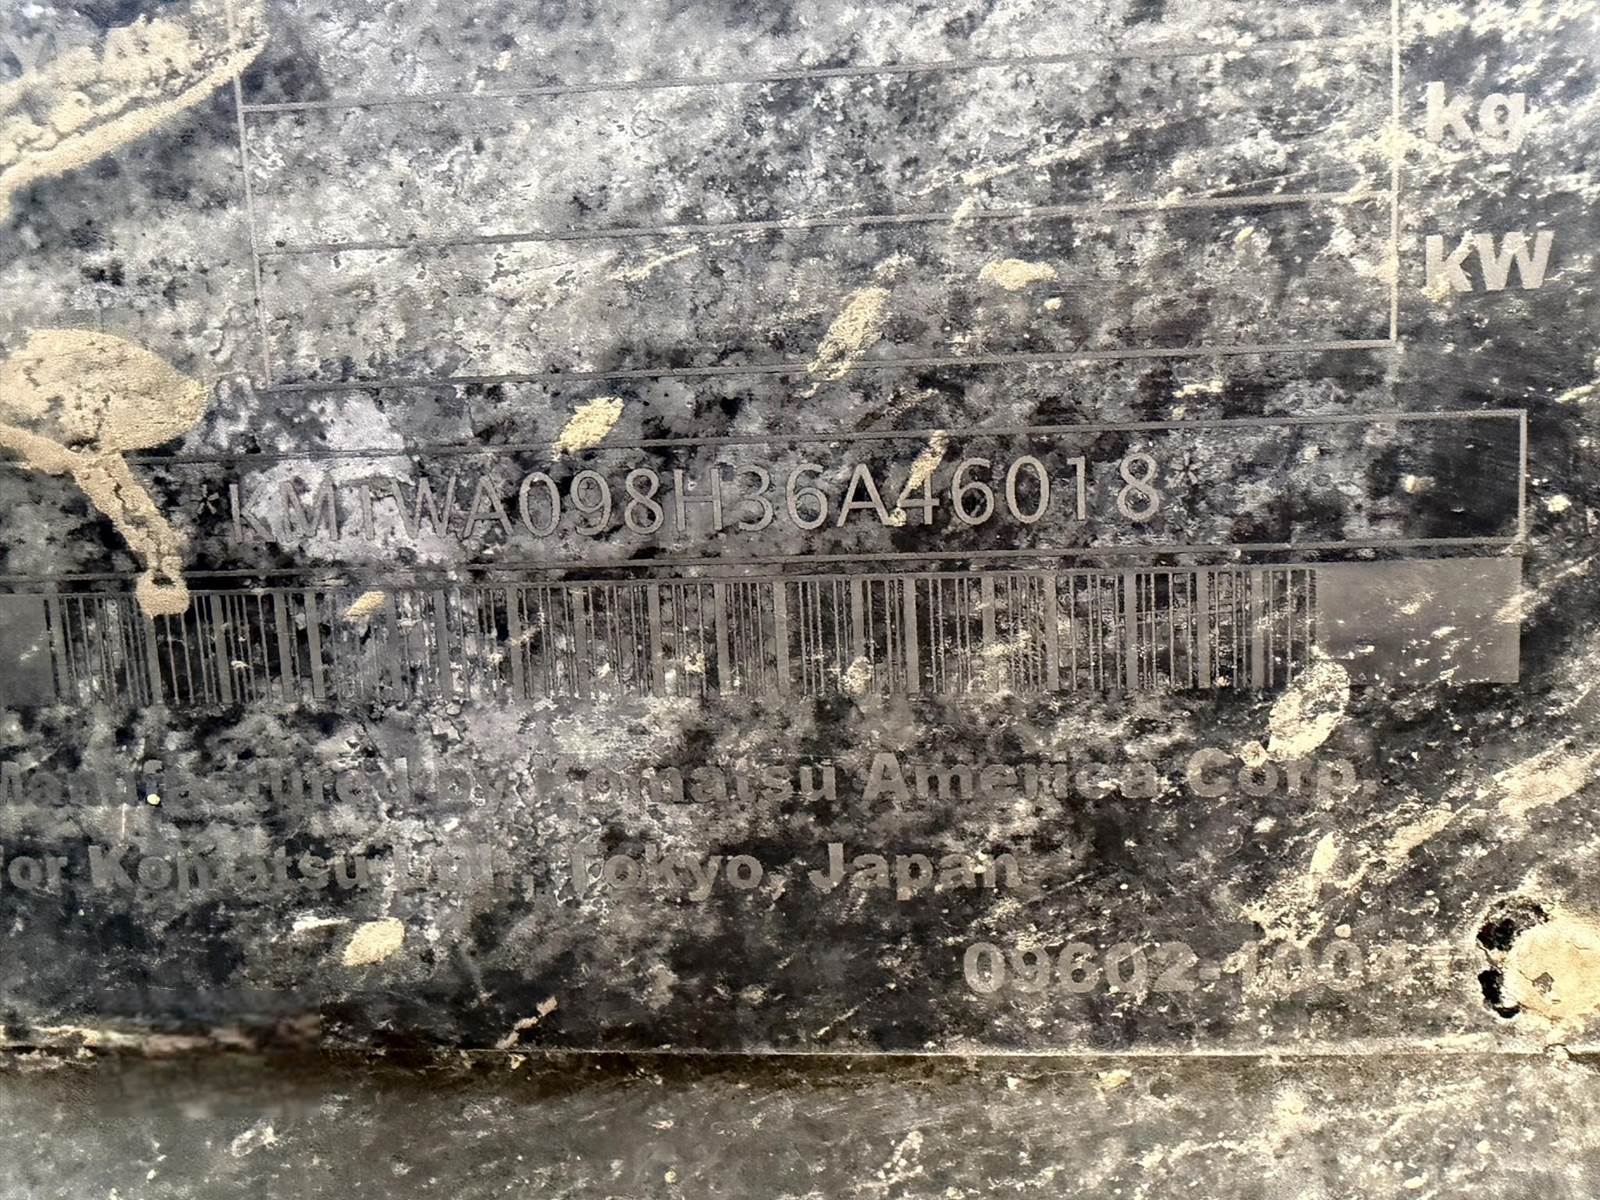 kg
kW
*KMTWA098H36A46018*
Manufactured by Komatsu America Corp.
for Komatsu Ltd., Tokyo, Japan